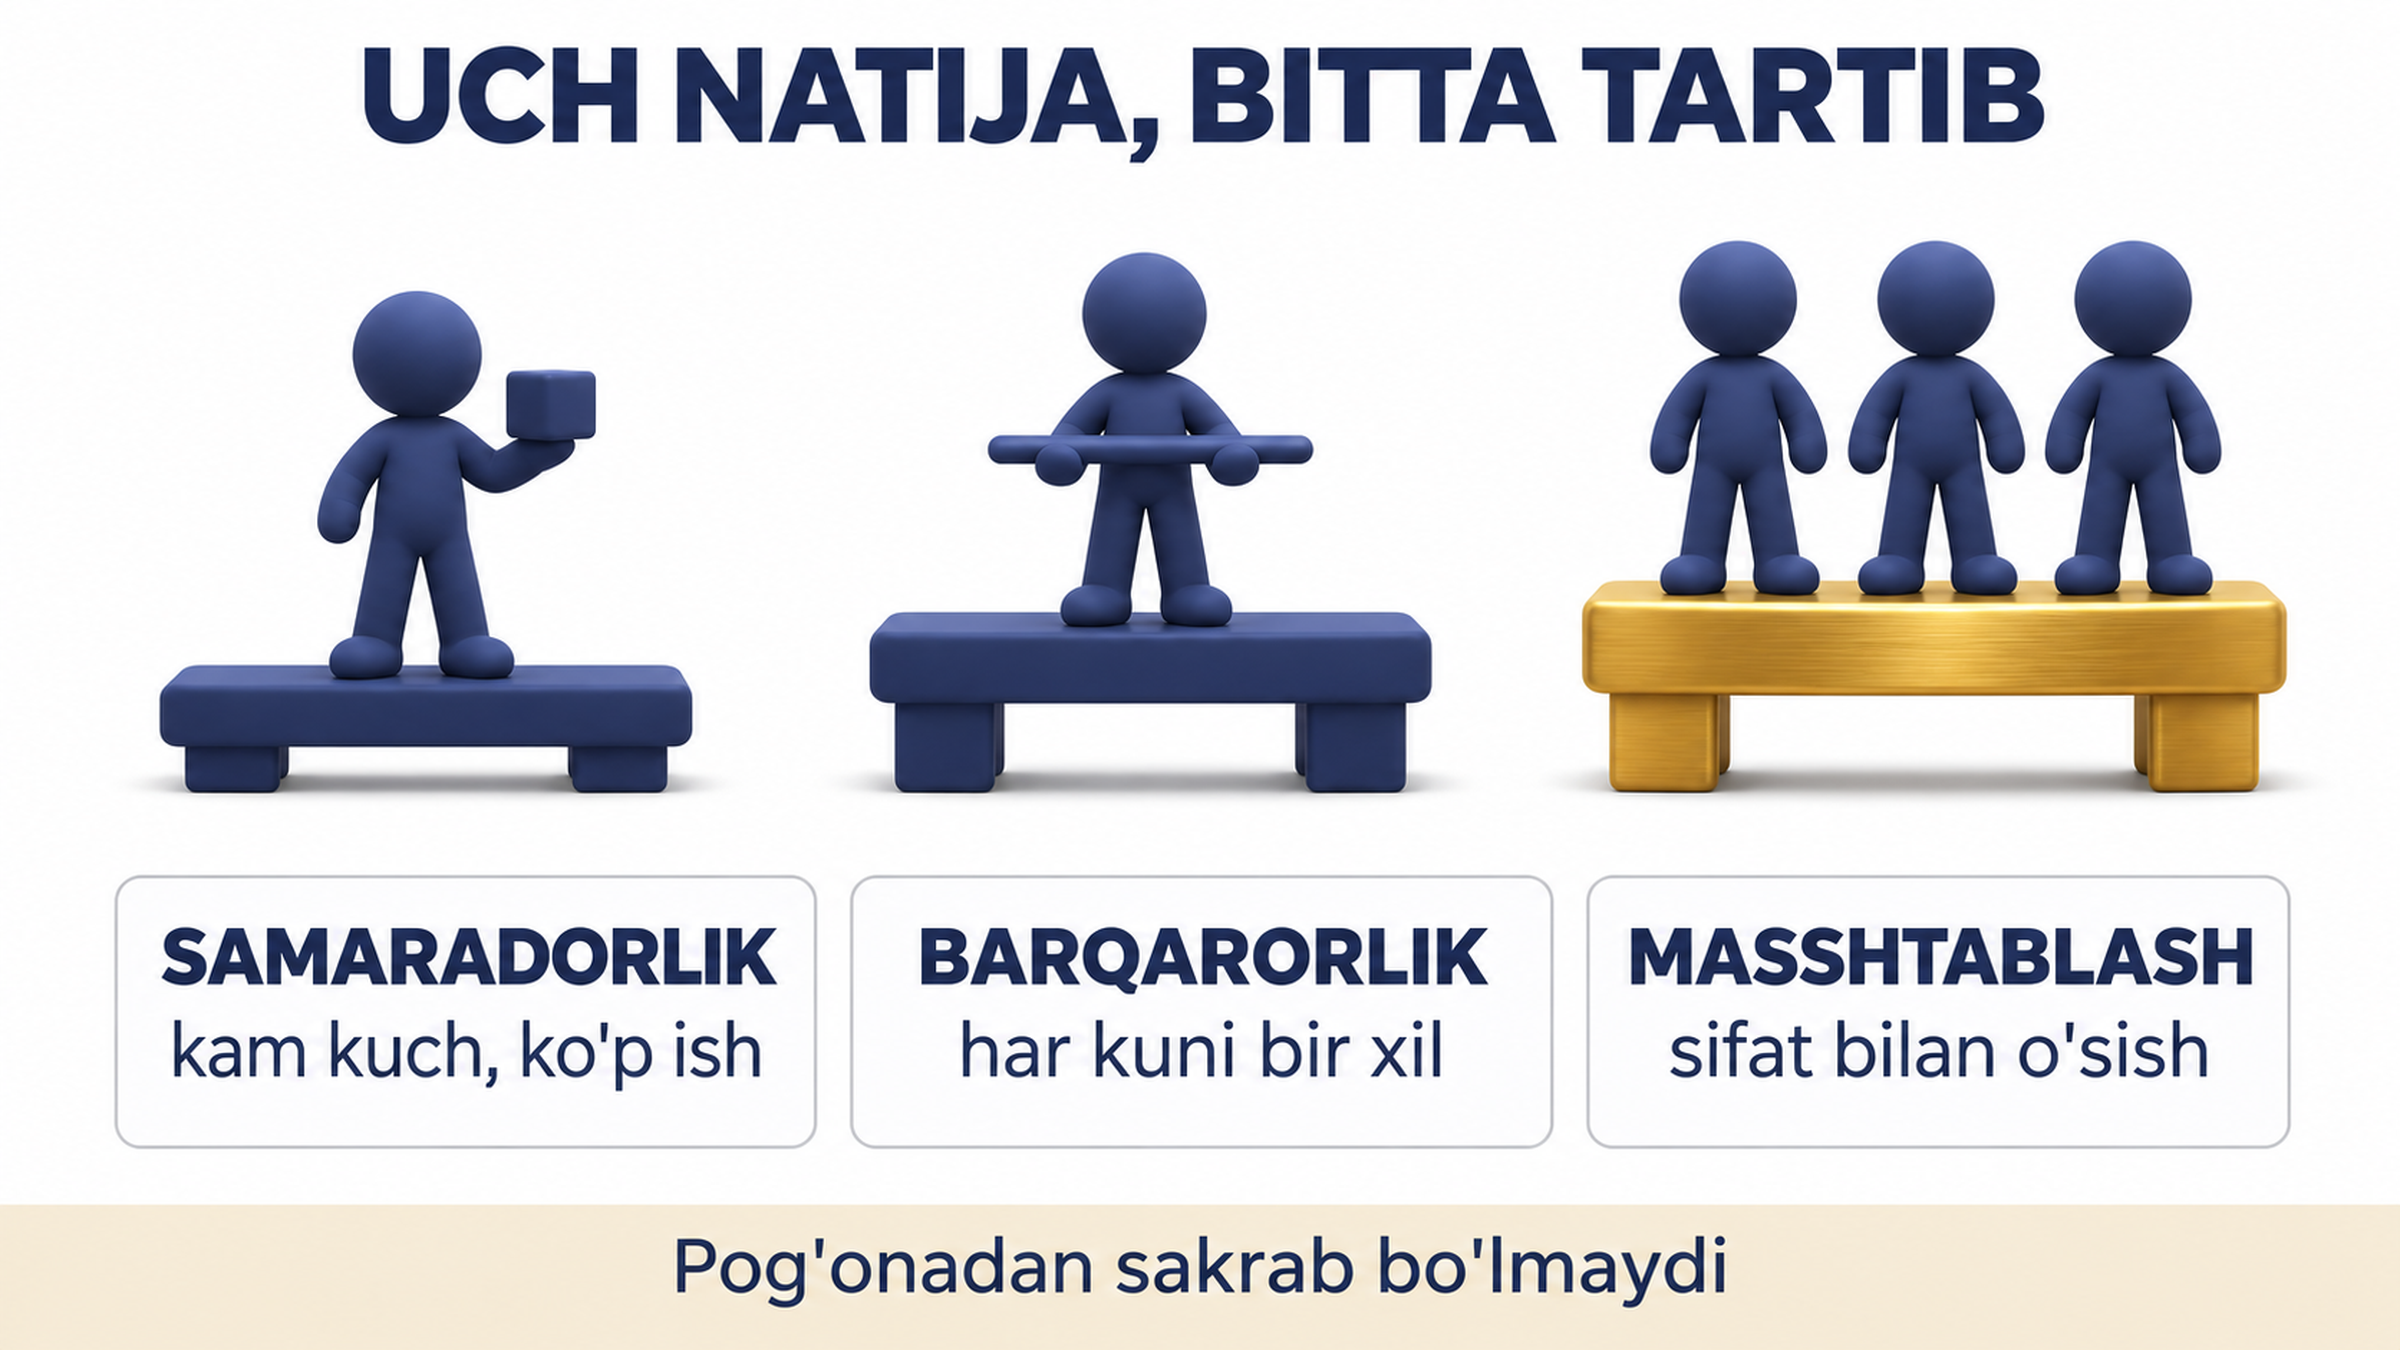 UCH NATIJA, BITTA TARTIB
SAMARADORLIK
kam kuch, ko'p ish
BARQARORLIK
har kuni bir xil
MASSHTABLASH
sifat bilan o'sish
Pog'onadan sakrab bo'lmaydi